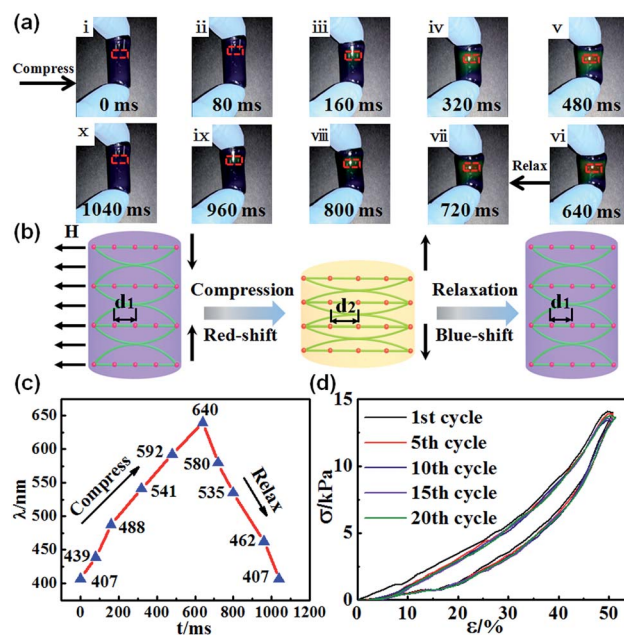 (a)
i ii iii iv v
Compress
0 ms 80 ms 160 ms 320 ms 480 ms
x ix viii vii vi
Relax
1040 ms 960 ms 800 ms 720 ms 640 ms
(b)
H
d1 Compression d2 Relaxation d1
Red-shift Blue-shift
(c)
λ/nm
650
600
550
500
450
400
640
592
580
541
535
488
462
439
407
407
Compress
Relax
0 200 400 600 800 1000 1200
t/ms
(d)
σ/kPa
15
10
5
0
1st cycle
5th cycle
10th cycle
15th cycle
20th cycle
0 10 20 30 40 50
ε/%